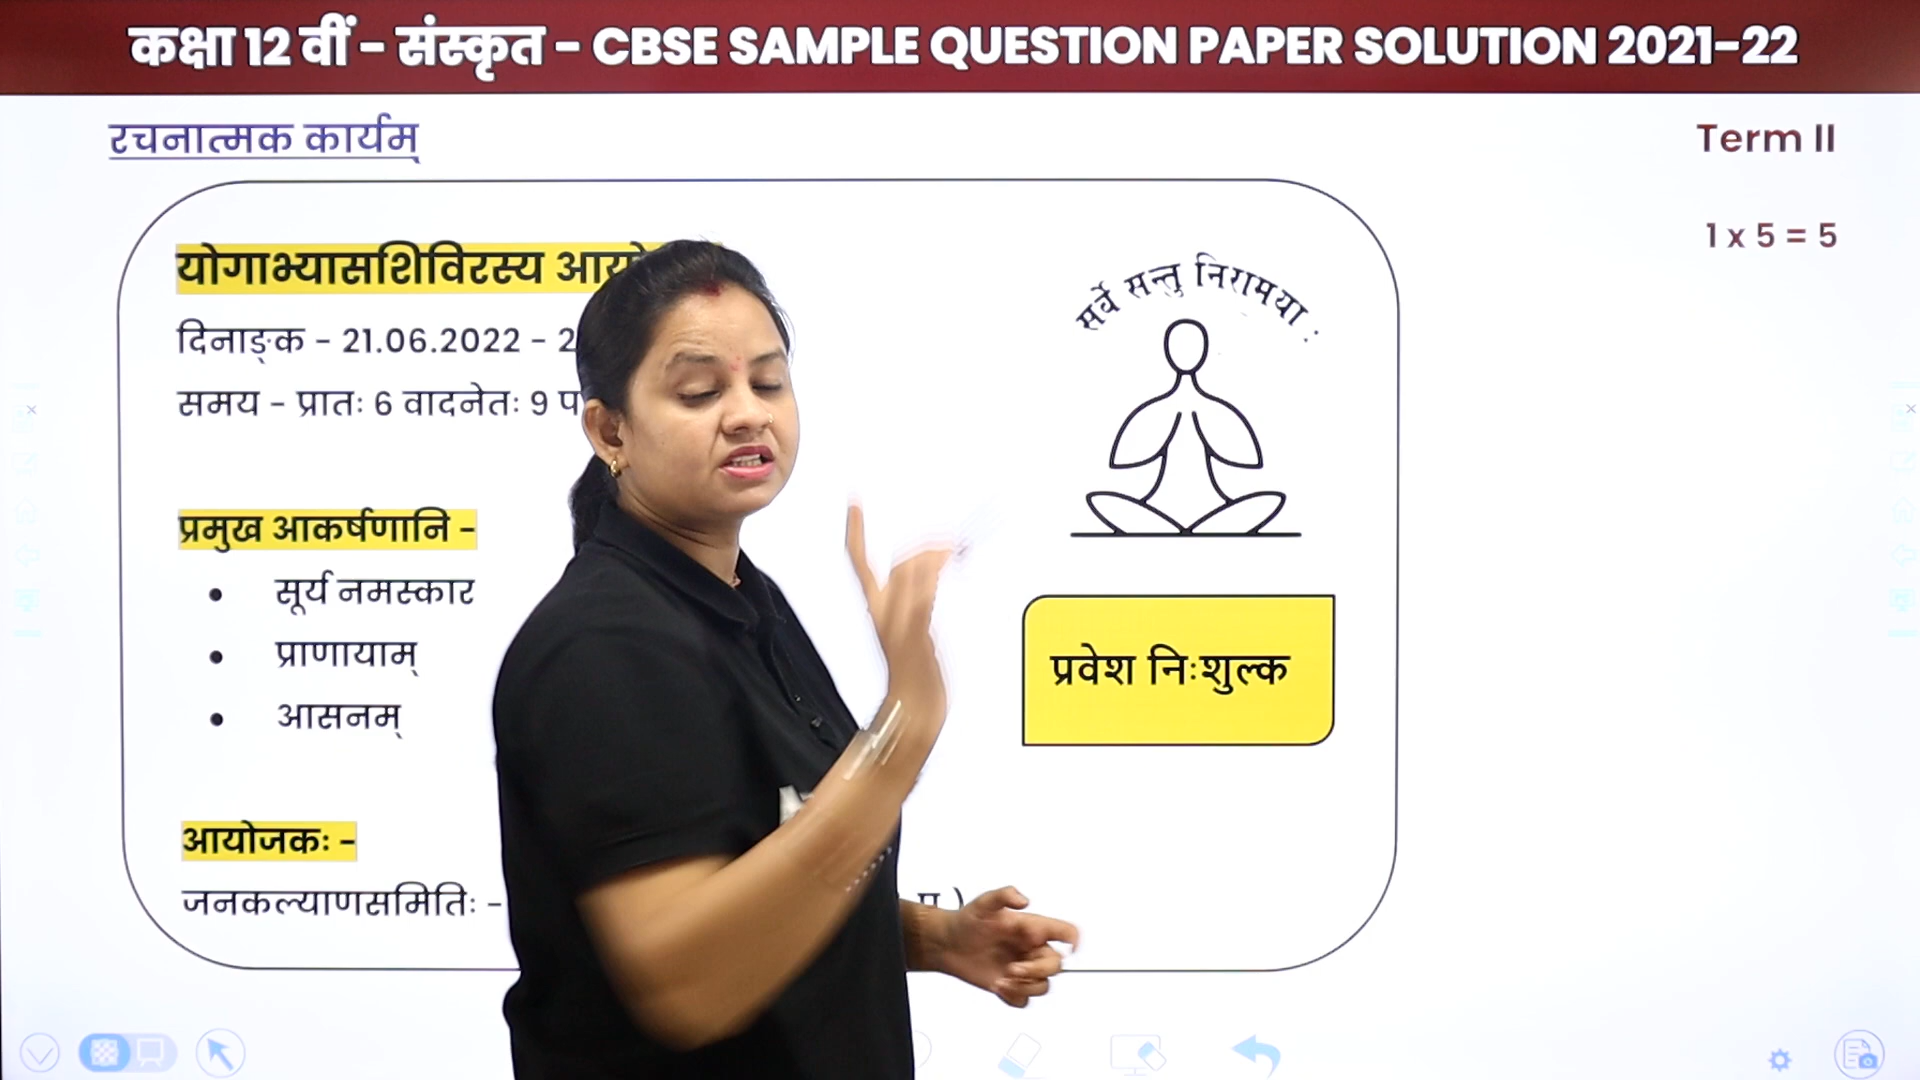 कक्षा 12 वीं - संस्कृत - CBSE SAMPLE QUESTION PAPER SOLUTION 2021-22
रचनात्मक कार्यम्
Term II
1 x 5 = 5
योगाभ्यासशिविरस्य
दिनाङ्क - 21.06.2022 -
समय - प्रातः 6 वादनेतः 9
सर्वे सन्तु निरामयाः
प्रमुख आकर्षणानि -
• सूर्य नमस्कार
• प्राणायाम्
• आसनम्
प्रवेश निःशुल्क
आयोजकः -
जनकल्याणसमितिः -